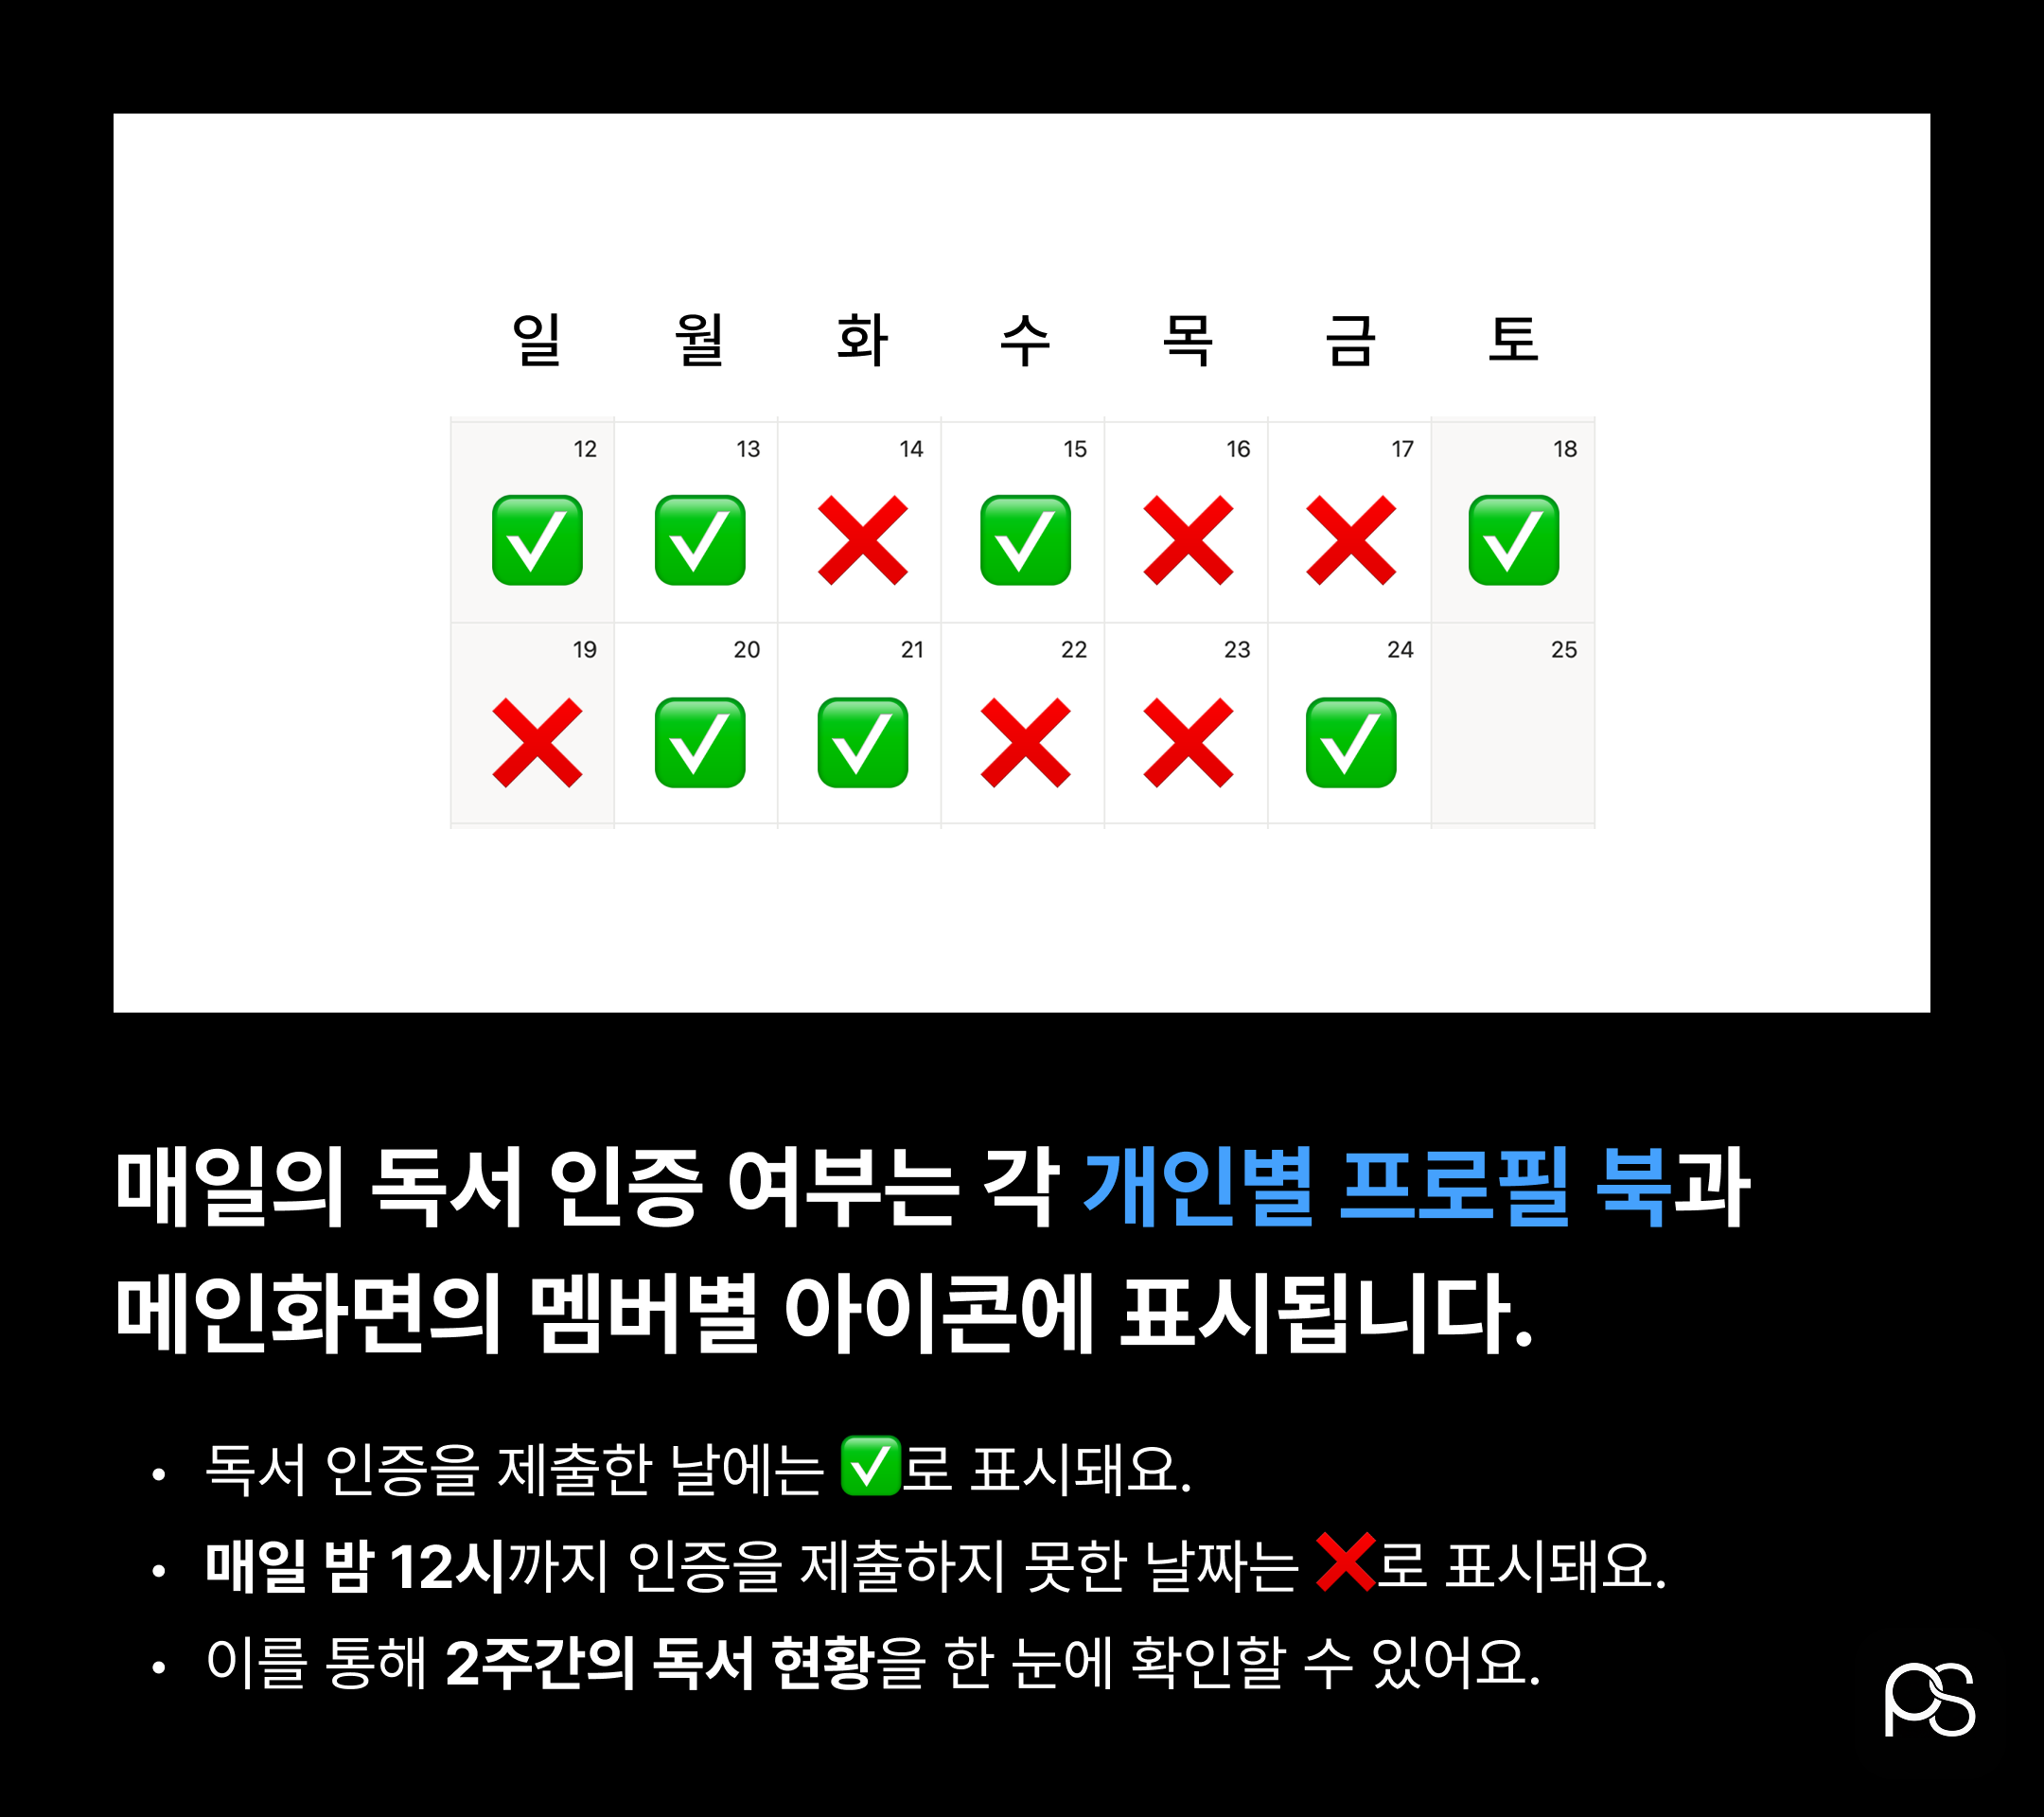 일 월 화 수 목 금 토
12 13 14 15 16 17 18
✅ ✅ ❌ ✅ ❌ ❌ ✅
19 20 21 22 23 24 25
❌ ✅ ✅ ❌ ❌ ✅
매일의 독서 인증 여부는 각 개인별 프로필 북과
메인화면의 멤버별 아이콘에 표시됩니다.
• 독서 인증을 제출한 날에는 ✅로 표시돼요.
• 매일 밤 12시까지 인증을 제출하지 못한 날짜는 ❌로 표시돼요.
• 이를 통해 2주간의 독서 현황을 한 눈에 확인할 수 있어요.
PS